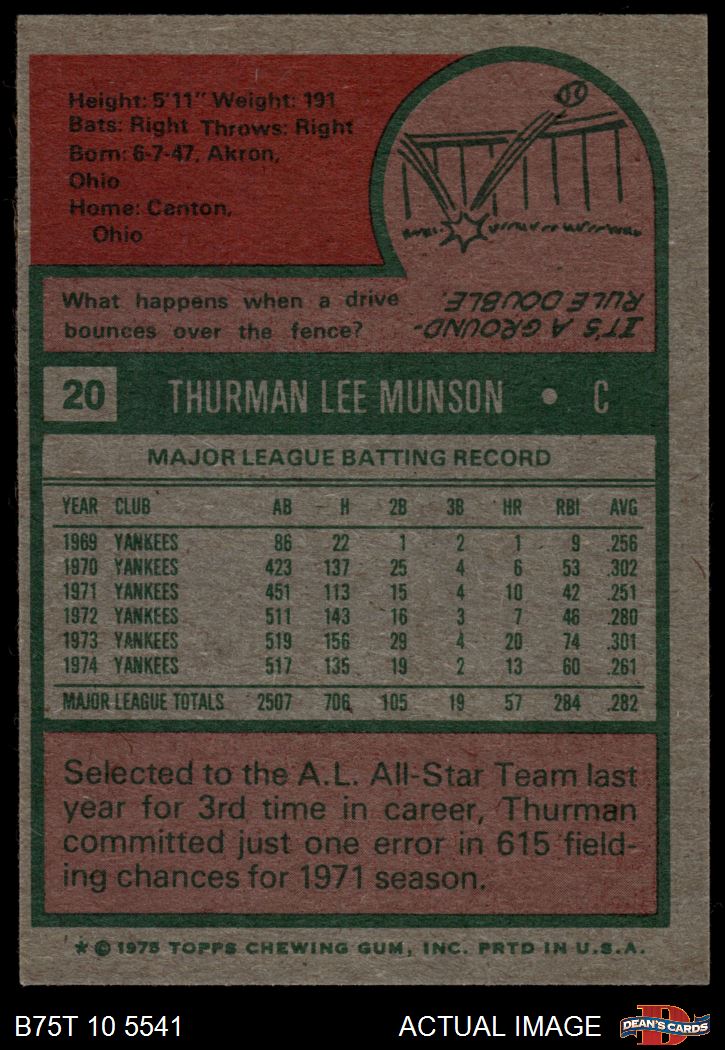 Height: 5'11" Weight: 191
Bats: Right Throws: Right
Born: 6-7-47, Akron,
Ohio
Home: Canton,
Ohio
What happens when a drive
bounces over the fence?
IT'S A GROUND-
RULE DOUBLE.
20 THURMAN LEE MUNSON • C
MAJOR LEAGUE BATTING RECORD
YEAR CLUB AB H 2B 3B HR RBI AVG
1969 YANKEES 86 22 1 2 1 9 .256
1970 YANKEES 423 137 25 4 6 53 .302
1971 YANKEES 451 113 15 4 10 42 .251
1972 YANKEES 511 143 16 3 7 46 .280
1973 YANKEES 519 156 29 4 20 74 .301
1974 YANKEES 517 135 19 2 13 60 .261
MAJOR LEAGUE TOTALS 2507 706 105 19 57 284 .282
Selected to the A.L. All-Star Team last
year for 3rd time in career, Thurman
committed just one error in 615 field-
ing chances for 1971 season.
* © 1975 TOPPS CHEWING GUM, INC. PRTD IN U.S.A.
B75T 10 5541 ACTUAL IMAGE DEAN'S CARDS